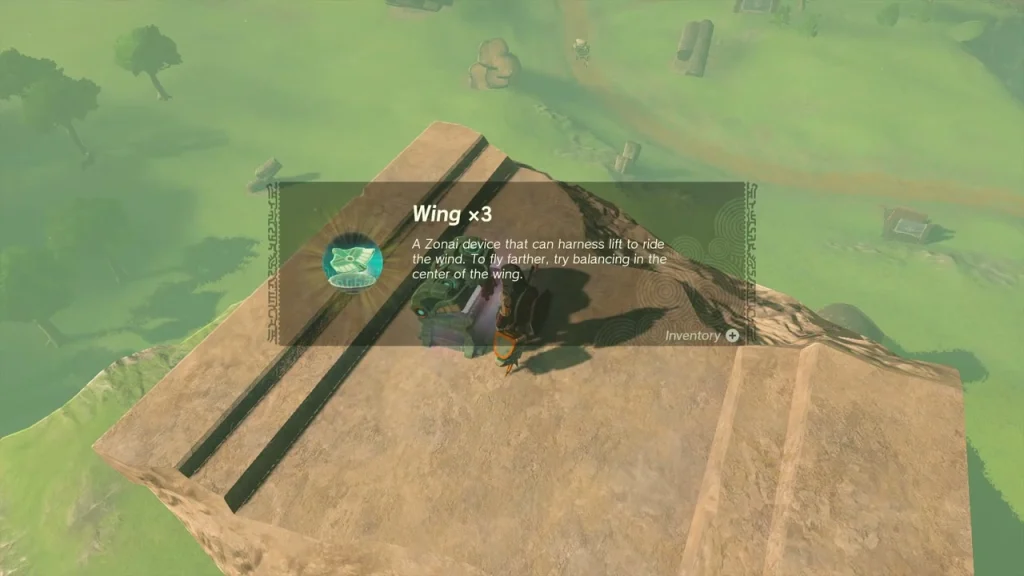 Wing ×3
A Zonai device that can harness lift to ride
the wind. To fly farther, try balancing in the
center of the wing.
Inventory